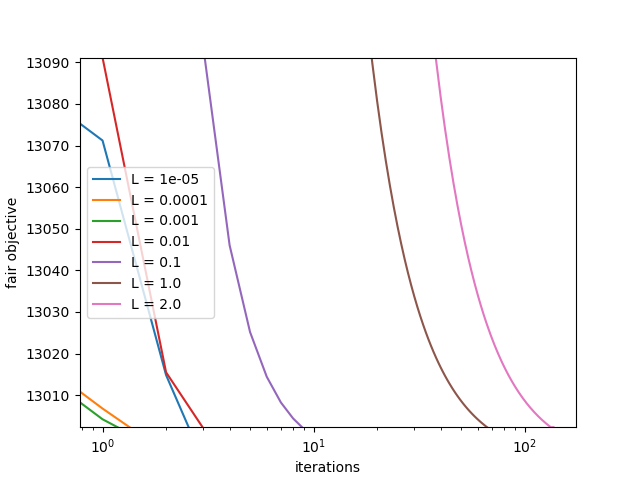 13090
13080
13070
13060
13050
13040
13030
13020
13010
fair objective
L = 1e-05
L = 0.0001
L = 0.001
L = 0.01
L = 0.1
L = 1.0
L = 2.0
10⁰ 10¹ 10²
iterations